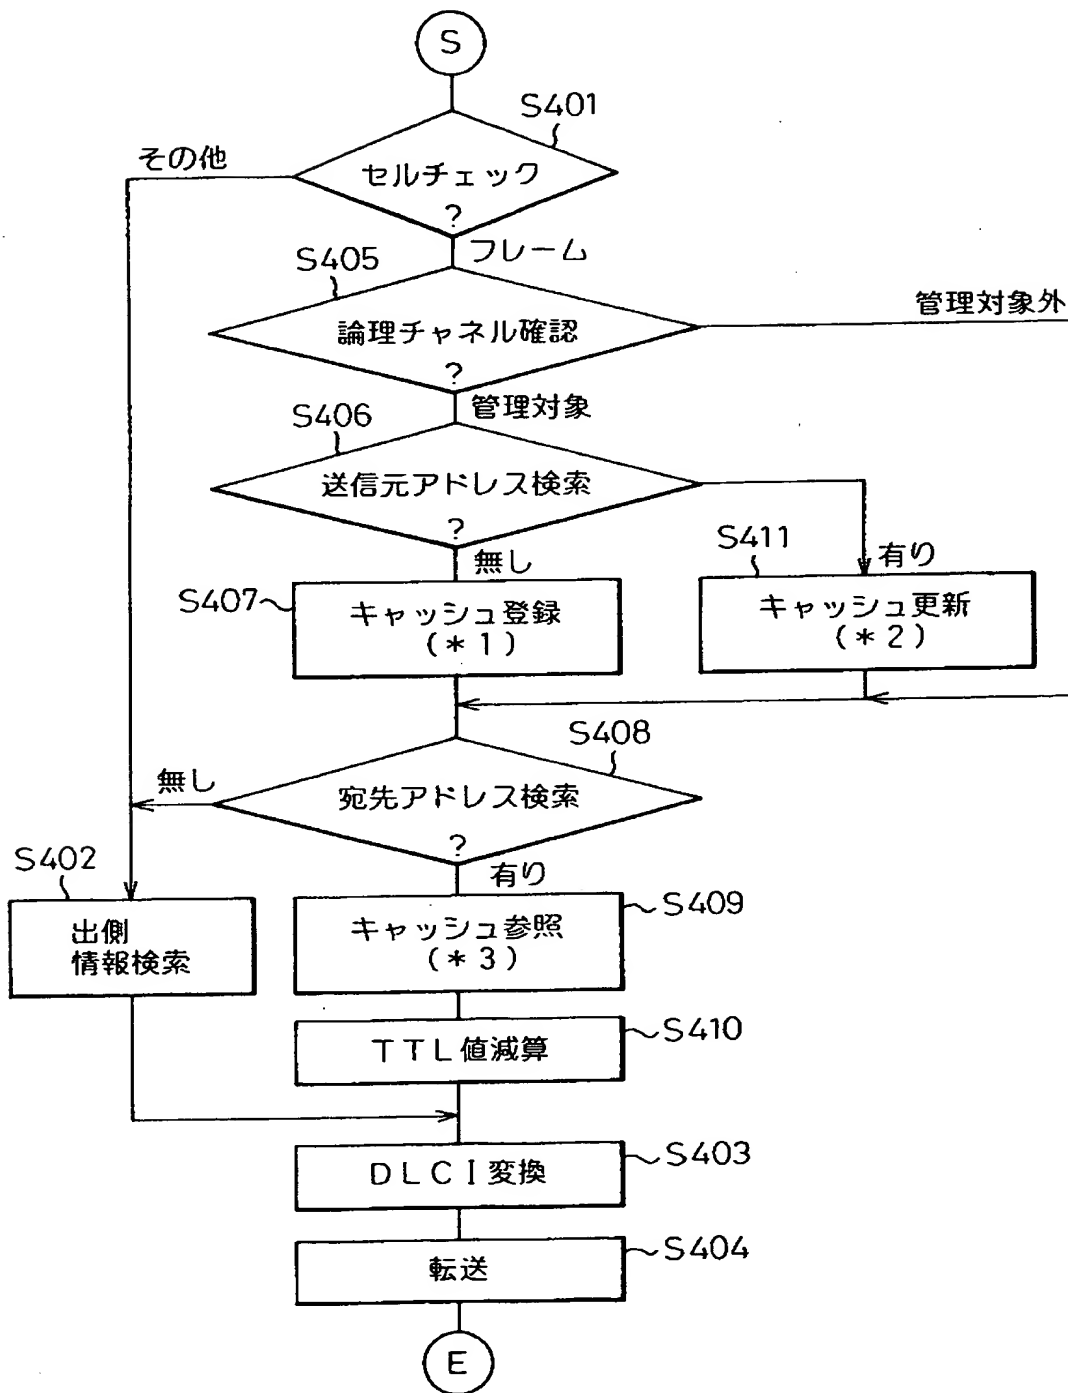 S
S401
その他
セルチェック
?
フレーム
S405
管理対象外
論理チャネル確認
?
管理対象
S406
送信元アドレス検索
?
S411
有り
無し
S407
キャッシュ登録
(*1)
キャッシュ更新
(*2)
S408
無し
宛先アドレス検索
?
S402
有り
S409
出側
情報検索
キャッシュ参照
(*3)
S410
TTL値減算
S403
DLCI変換
S404
転送
E